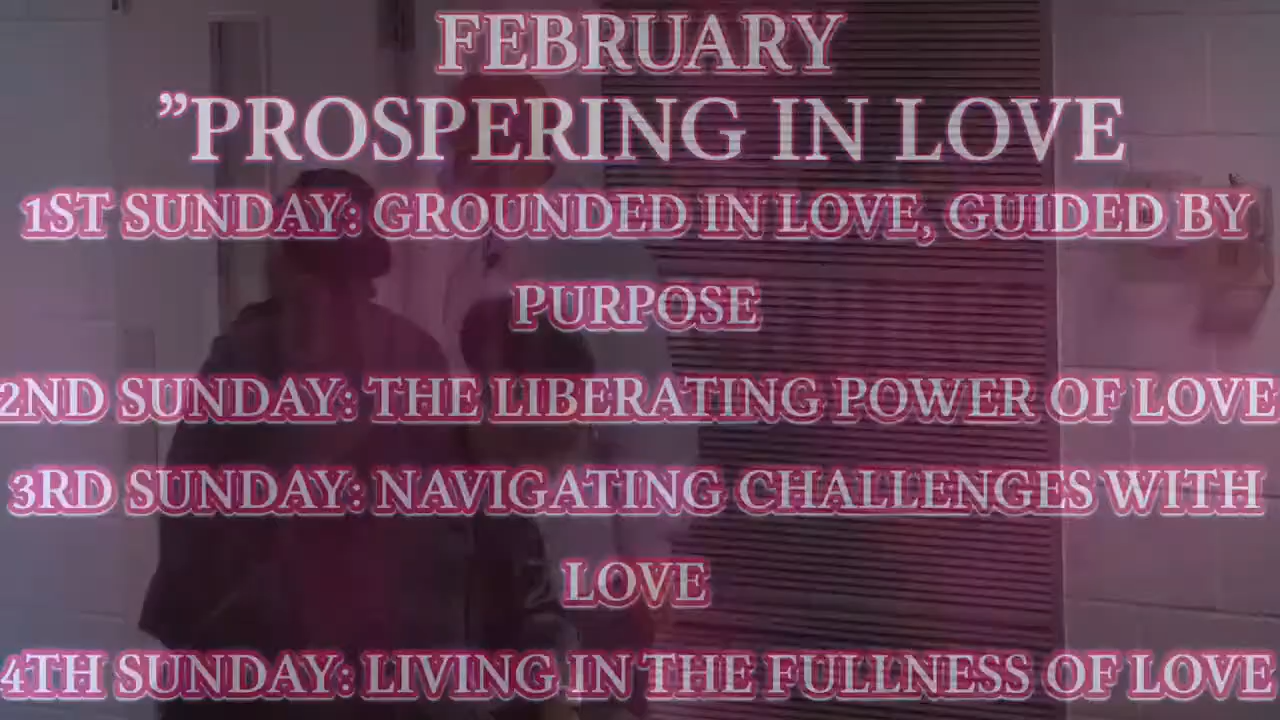 FEBRUARY
”PROSPERING IN LOVE
1ST SUNDAY: GROUNDED IN LOVE, GUIDED BY
PURPOSE
2ND SUNDAY: THE LIBERATING POWER OF LOVE
3RD SUNDAY: NAVIGATING CHALLENGES WITH
LOVE
4TH SUNDAY: LIVING IN THE FULLNESS OF LOVE